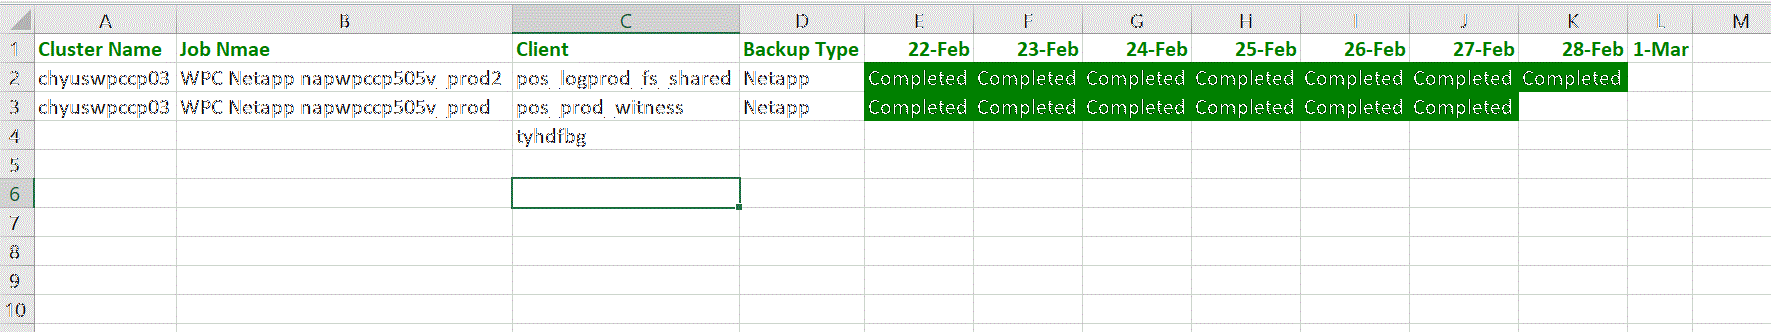 A B C D E F G H I J K L M
1 Cluster Name Job Nmae Client Backup Type 22-Feb 23-Feb 24-Feb 25-Feb 26-Feb 27-Feb 28-Feb 1-Mar
2 chyuswpccp03 WPC Netapp napwpccp505v_prod2 pos_logprod_fs_shared Netapp Completed Completed Completed Completed Completed Completed Completed
3 chyuswpccp03 WPC Netapp napwpccp505v_prod pos_prod_witness Netapp Completed Completed Completed Completed Completed Completed
4 tyhdfbg
5
6
7
8
9
10